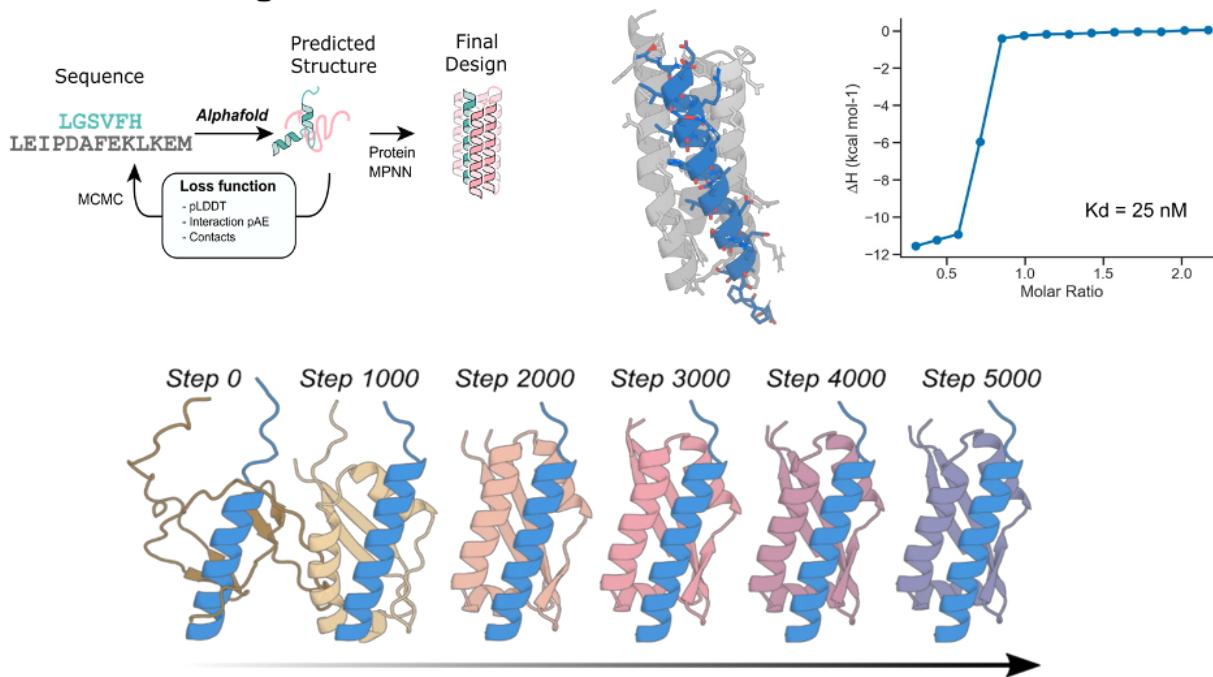 Sequence
LGSVFH
LEIPDAFEKLKEM
Alphafold
Predicted
Structure
Protein
MPNN
Final
Design
MCMC
Loss function
- pLDDT
- Interaction pAE
- Contacts
ΔH (kcal mol-1)
0
−2
−4
−6
−8
−10
−12
Kd = 25 nM
0.5
1.0
1.5
2.0
Molar Ratio
Step 0
Step 1000
Step 2000
Step 3000
Step 4000
Step 5000